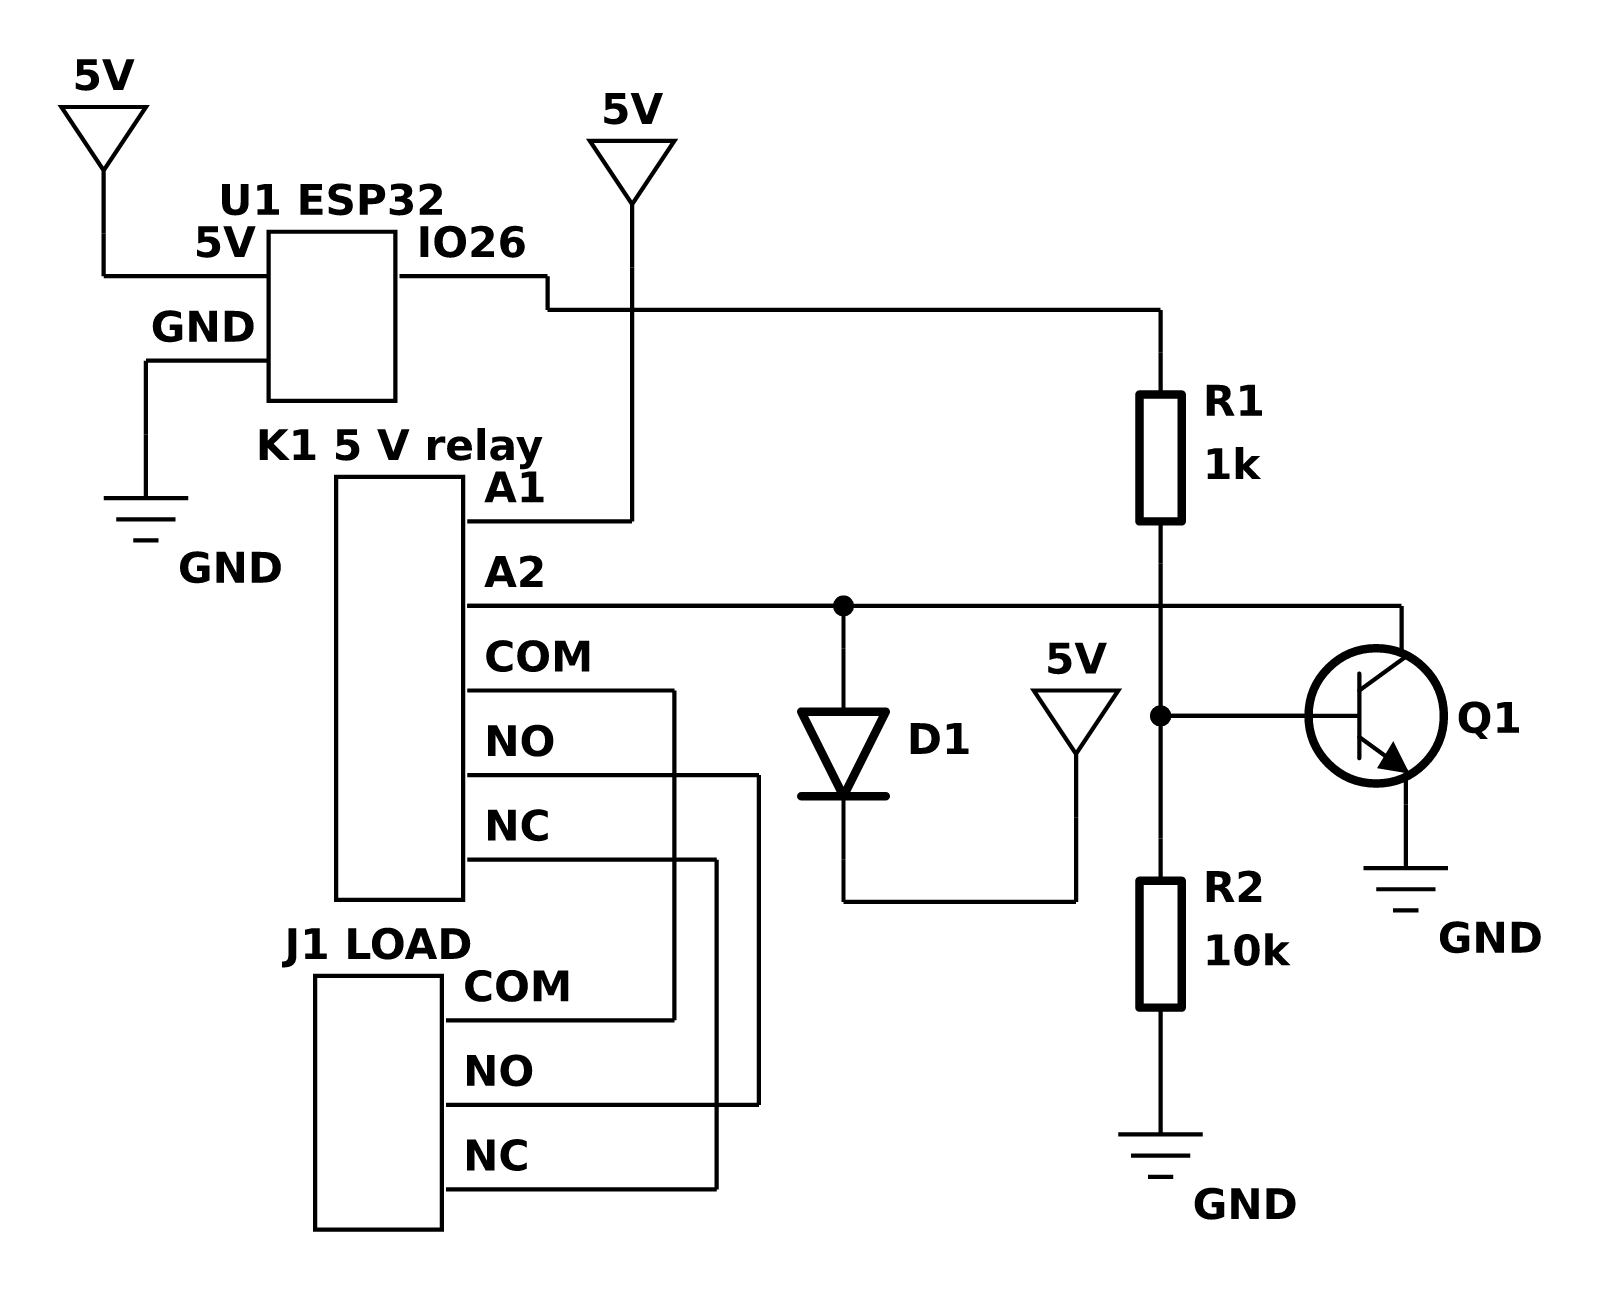 5V
5V
U1 ESP32
5V
IO26
GND
GND
K1 5 V relay
A1
A2
COM
NO
NC
R1
1k
5V
D1
Q1
R2
10k
GND
J1 LOAD
COM
NO
NC
GND